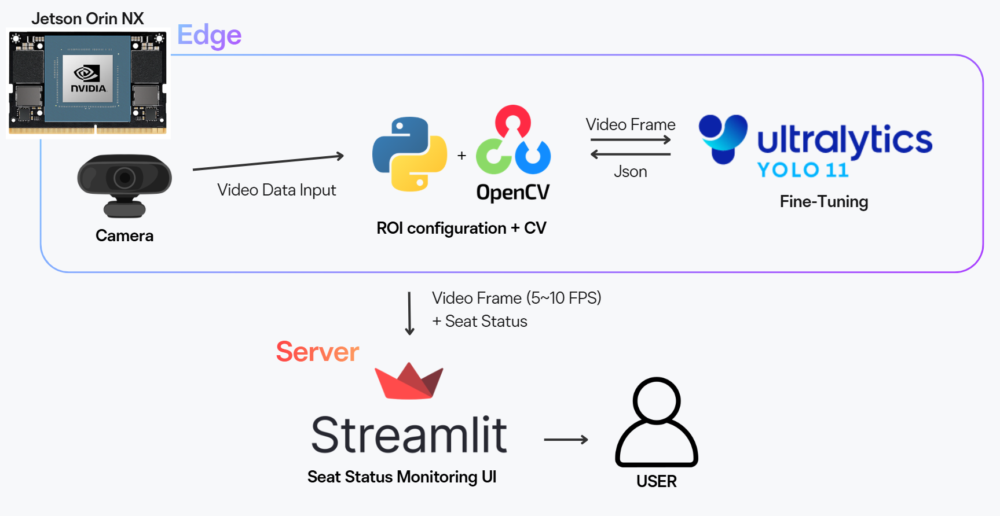 Jetson Orin NX
Edge
NVIDIA
Camera
Video Data Input
+
OpenCV
ROI configuration + CV
Video Frame
Json
ultralytics
YOLO 11
Fine-Tuning
Video Frame (5~10 FPS)
+ Seat Status
Server
Streamlit
Seat Status Monitoring UI
USER